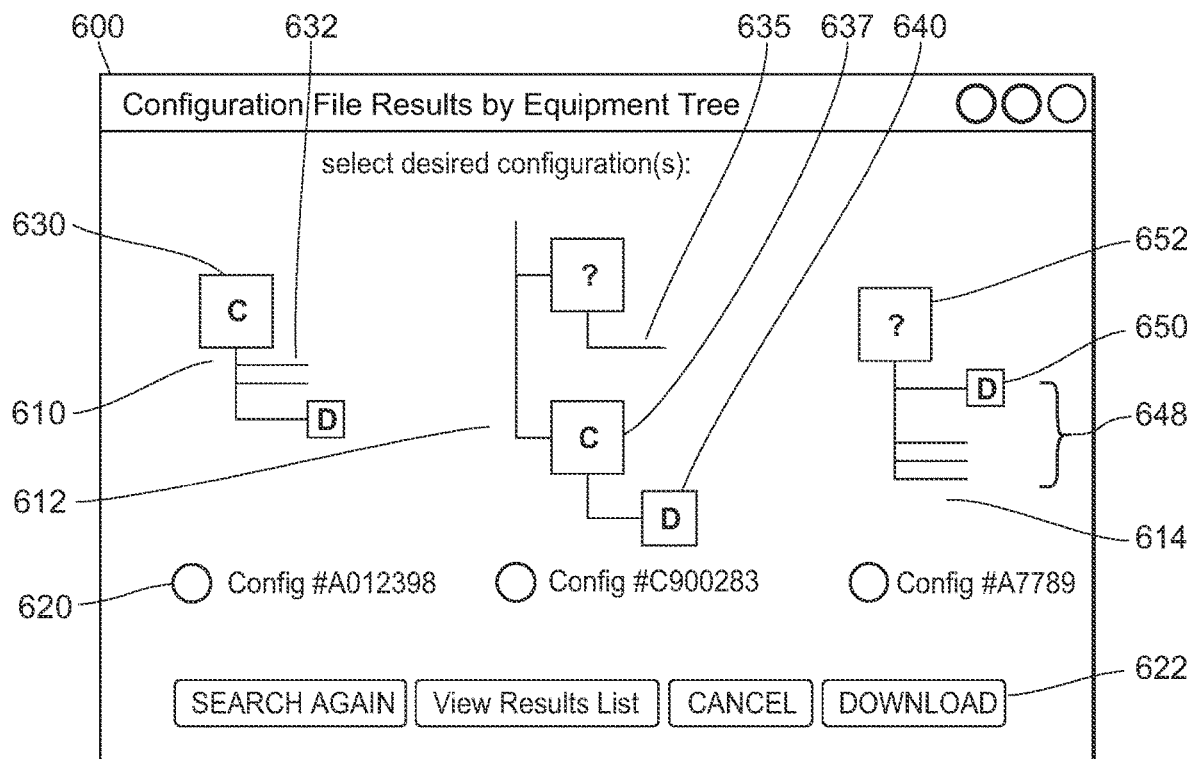 600 632 635 637 640
Configuration File Results by Equipment Tree
select desired configuration(s):
630
652
?
C
?
650
D
610
D
648
C
612
D
614
620
Config #A012398 Config #C900283 Config #A7789
622
SEARCH AGAIN View Results List CANCEL DOWNLOAD